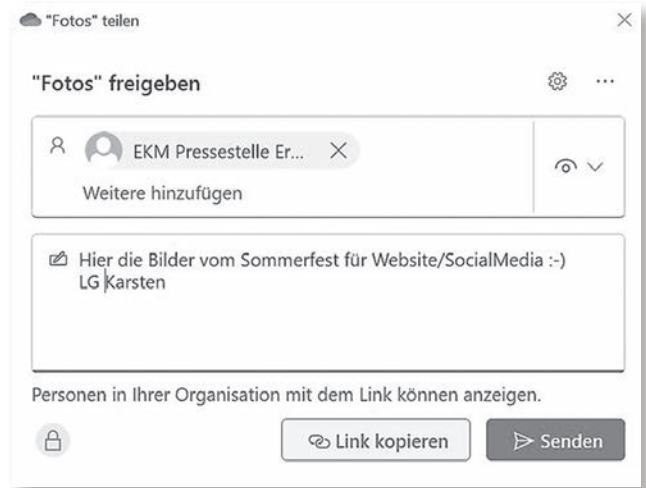 "Fotos" teilen
"Fotos" freigeben
EKM Pressestelle Er...
Weitere hinzufügen
Hier die Bilder vom Sommerfest für Website/SocialMedia :-)
LG Karsten
Personen in Ihrer Organisation mit dem Link können anzeigen.
Link kopieren
Senden